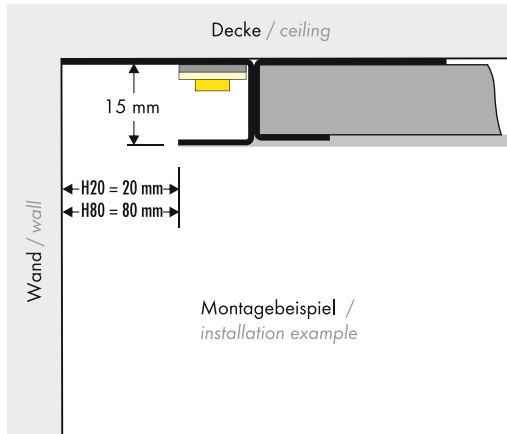 Decke / ceiling
15 mm
H20 = 20 mm
H80 = 80 mm
Wand / wall
Montagebeispiel /
installation example